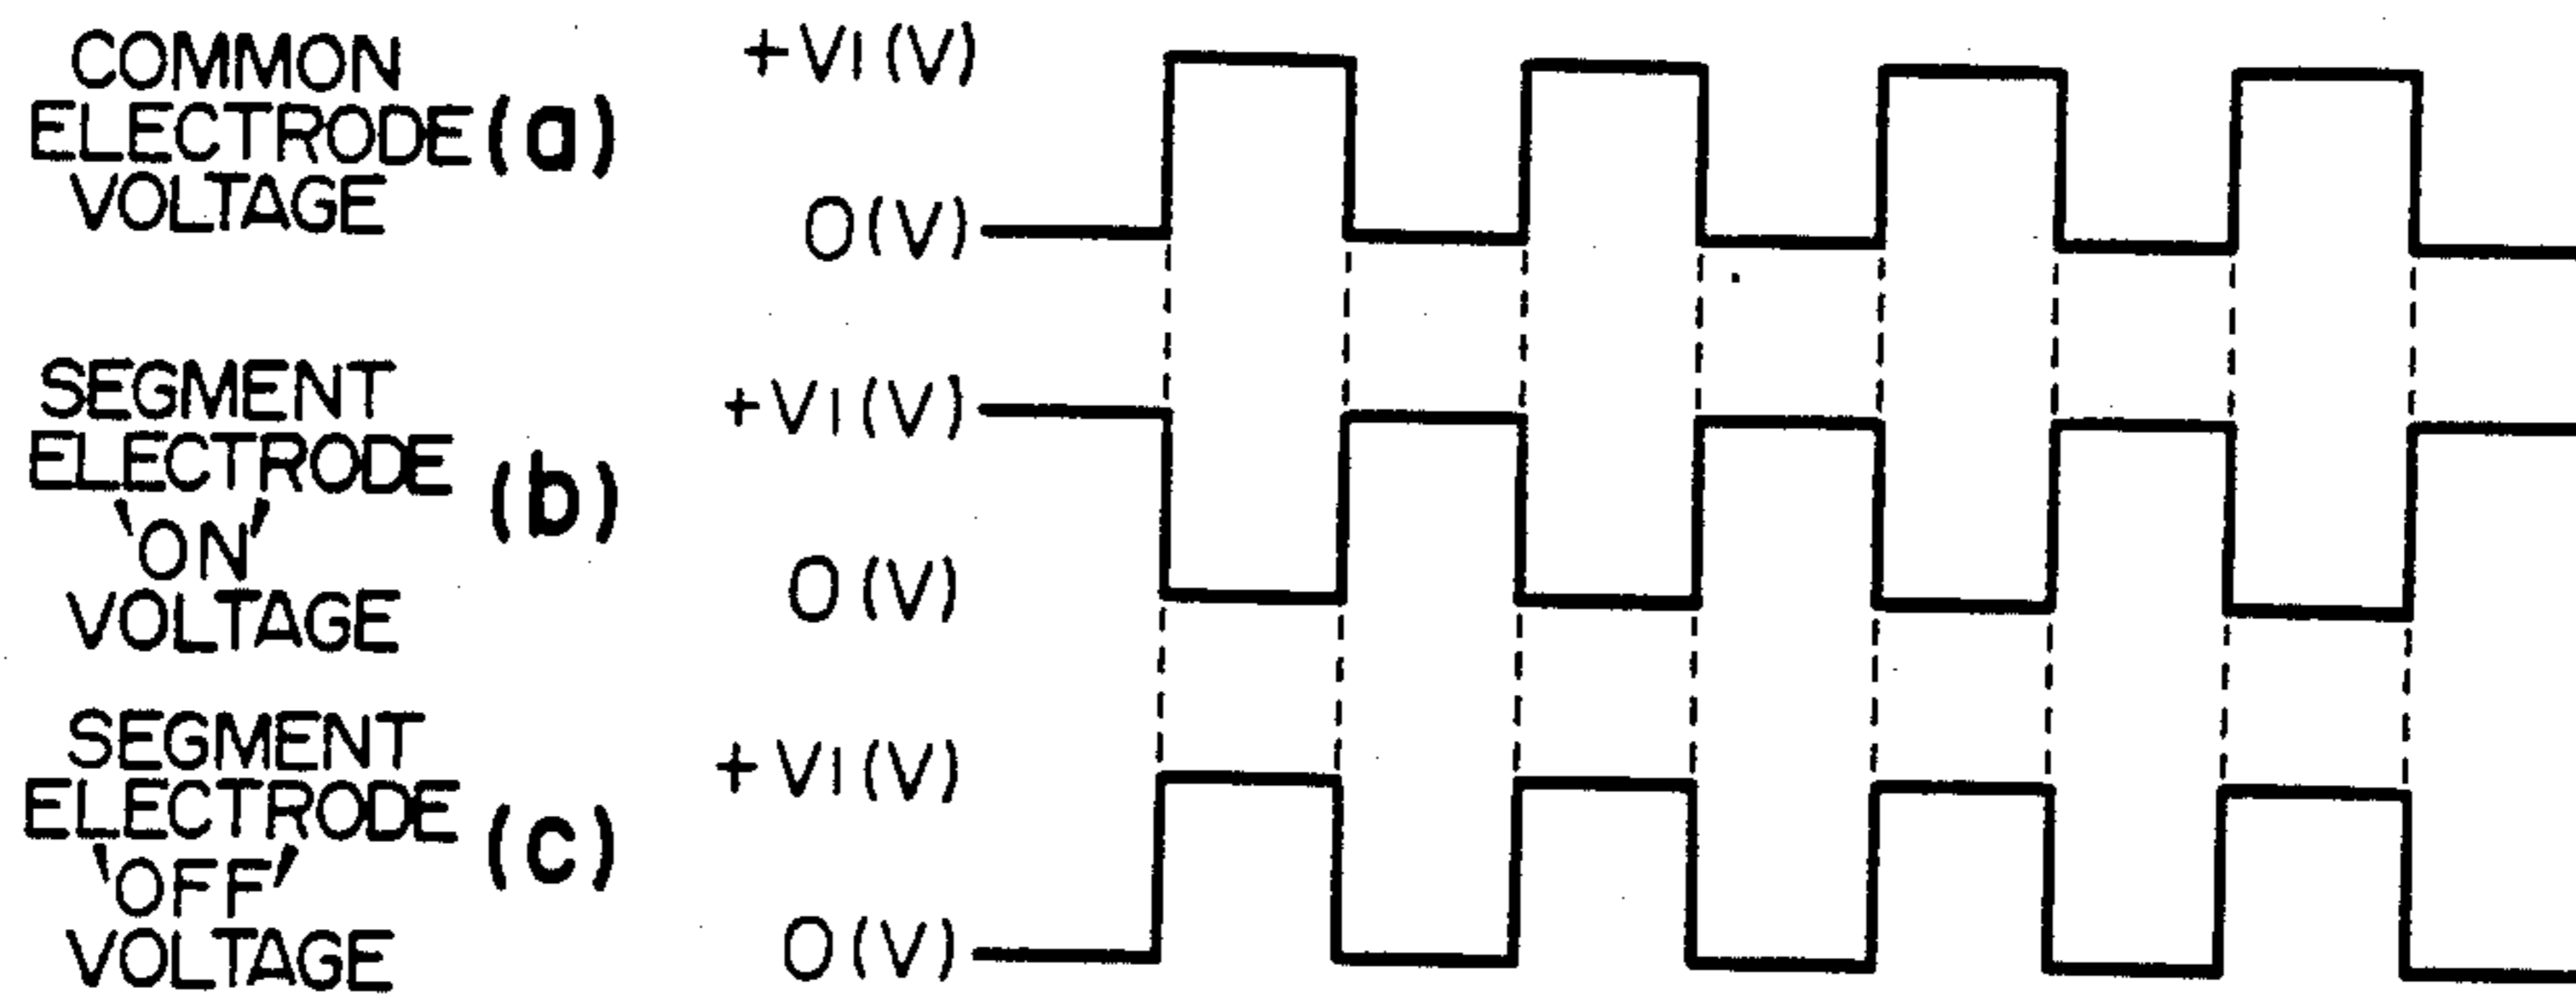 COMMON
ELECTRODE (a)
VOLTAGE
+V1(V)
0(V)
SEGMENT
ELECTRODE (b)
'ON'
VOLTAGE
+V1(V)
0(V)
SEGMENT
ELECTRODE (c)
'OFF'
VOLTAGE
+V1(V)
0(V)